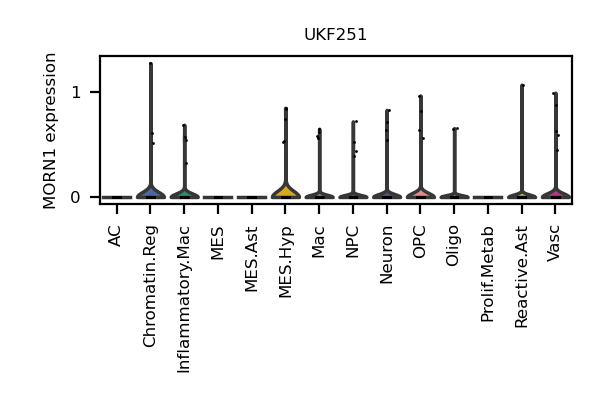 UKF251
MORN1 expression
1
0
AC
Chromatin.Reg
Inflammatory.Mac
MES
MES.Ast
MES.Hyp
Mac
NPC
Neuron
OPC
Oligo
Prolif.Metab
Reactive.Ast
Vasc